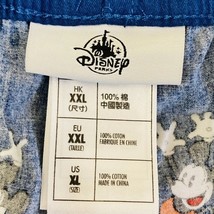 Disney
PARKS
HK
XXL
(尺寸)
100% 棉
中國製造
EU
XXL
(TAILLE)
100% COTON
FABRIQUÉ EN CHINE
US
XL
(SIZE)
100% COTTON
MADE IN CHINA